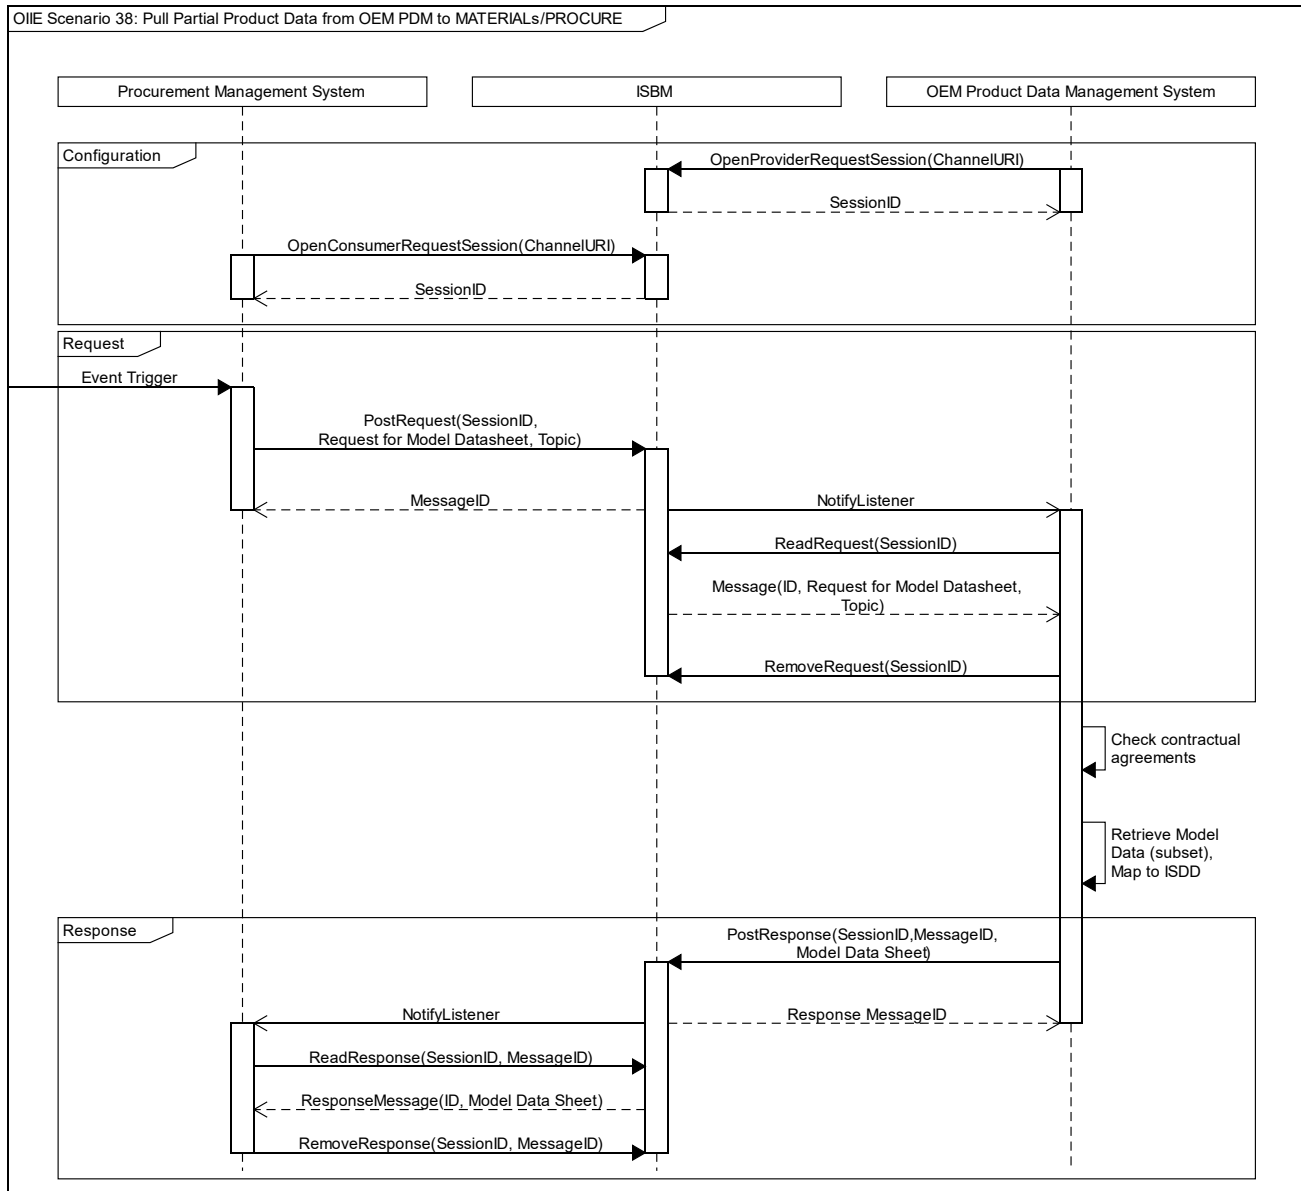 OIIE Scenario 38: Pull Partial Product Data from OEM PDM to MATERIALs/PROCURE
Procurement Management System
ISBM
OEM Product Data Management System
Configuration
OpenProviderRequestSession(ChannelURI)
SessionID
OpenConsumerRequestSession(ChannelURI)
SessionID
Request
Event Trigger
PostRequest(SessionID,
Request for Model Datasheet, Topic)
MessageID
NotifyListener
ReadRequest(SessionID)
Message(ID, Request for Model Datasheet,
Topic)
RemoveRequest(SessionID)
Check contractual
agreements
Retrieve Model
Data (subset),
Map to ISDD
Response
PostResponse(SessionID,MessageID,
Model Data Sheet)
NotifyListener
Response MessageID
ReadResponse(SessionID, MessageID)
ResponseMessage(ID, Model Data Sheet)
RemoveResponse(SessionID, MessageID)